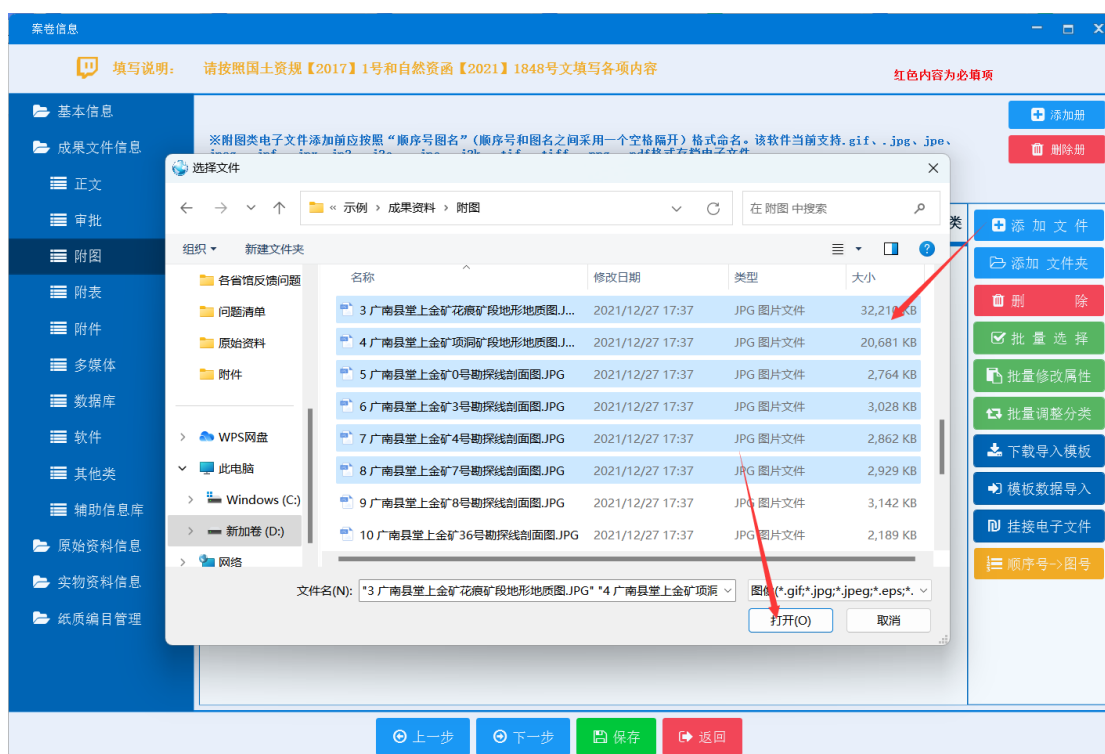 案卷信息
填写说明： 请按照国土资规【2017】1号和自然资函【2021】1848号文填写各项内容
红色内容为必填项
基本信息
成果文件信息
正文
审批
附图
附表
附件
多媒体
数据库
软件
其他类
辅助信息库
原始资料信息
实物资料信息
纸质编目管理
添加册
删除册
※附图类电子文件添加前应按照“顺序号图名”(顺序号和图名之间采用一个空格隔开)格式命名。该软件当前支持.gif、.jpg、jpe、
选择文件
« 示例 › 成果资料 › 附图
在 附图 中搜索
组织 新建文件夹
各省馆反馈问题
问题清单
原始资料
附件
WPS网盘
此电脑
Windows (C:)
新加卷 (D:)
网络
名称 修改日期 类型 大小
3 广南县堂上金矿花痕矿段地形地质图.J... 2021/12/27 17:37 JPG 图片文件 32,210 KB
4 广南县堂上金矿项洞矿段地形地质图.J... 2021/12/27 17:37 JPG 图片文件 20,681 KB
5 广南县堂上金矿0号勘探线剖面图.JPG 2021/12/27 17:37 JPG 图片文件 2,764 KB
6 广南县堂上金矿3号勘探线剖面图.JPG 2021/12/27 17:37 JPG 图片文件 3,028 KB
7 广南县堂上金矿4号勘探线剖面图.JPG 2021/12/27 17:37 JPG 图片文件 2,862 KB
8 广南县堂上金矿7号勘探线剖面图.JPG 2021/12/27 17:37 JPG 图片文件 2,929 KB
9 广南县堂上金矿8号勘探线剖面图.JPG 2021/12/27 17:37 JPG 图片文件 3,142 KB
10 广南县堂上金矿36号勘探线剖面图.JPG 2021/12/27 17:37 JPG 图片文件 2,189 KB
文件名(N): "3 广南县堂上金矿花痕矿段地形地质图.JPG" "4 广南县堂上金矿项洞
图像(*.gif;*.jpg;*.jpeg;*.eps;*.
打开(O) 取消
类
添 加 文 件
添加 文件夹
删 除
批 量 选 择
批量修改属性
批量调整分类
下载导入模板
模板数据导入
挂接电子文件
顺序号->图号
上一步 下一步 保存 返回